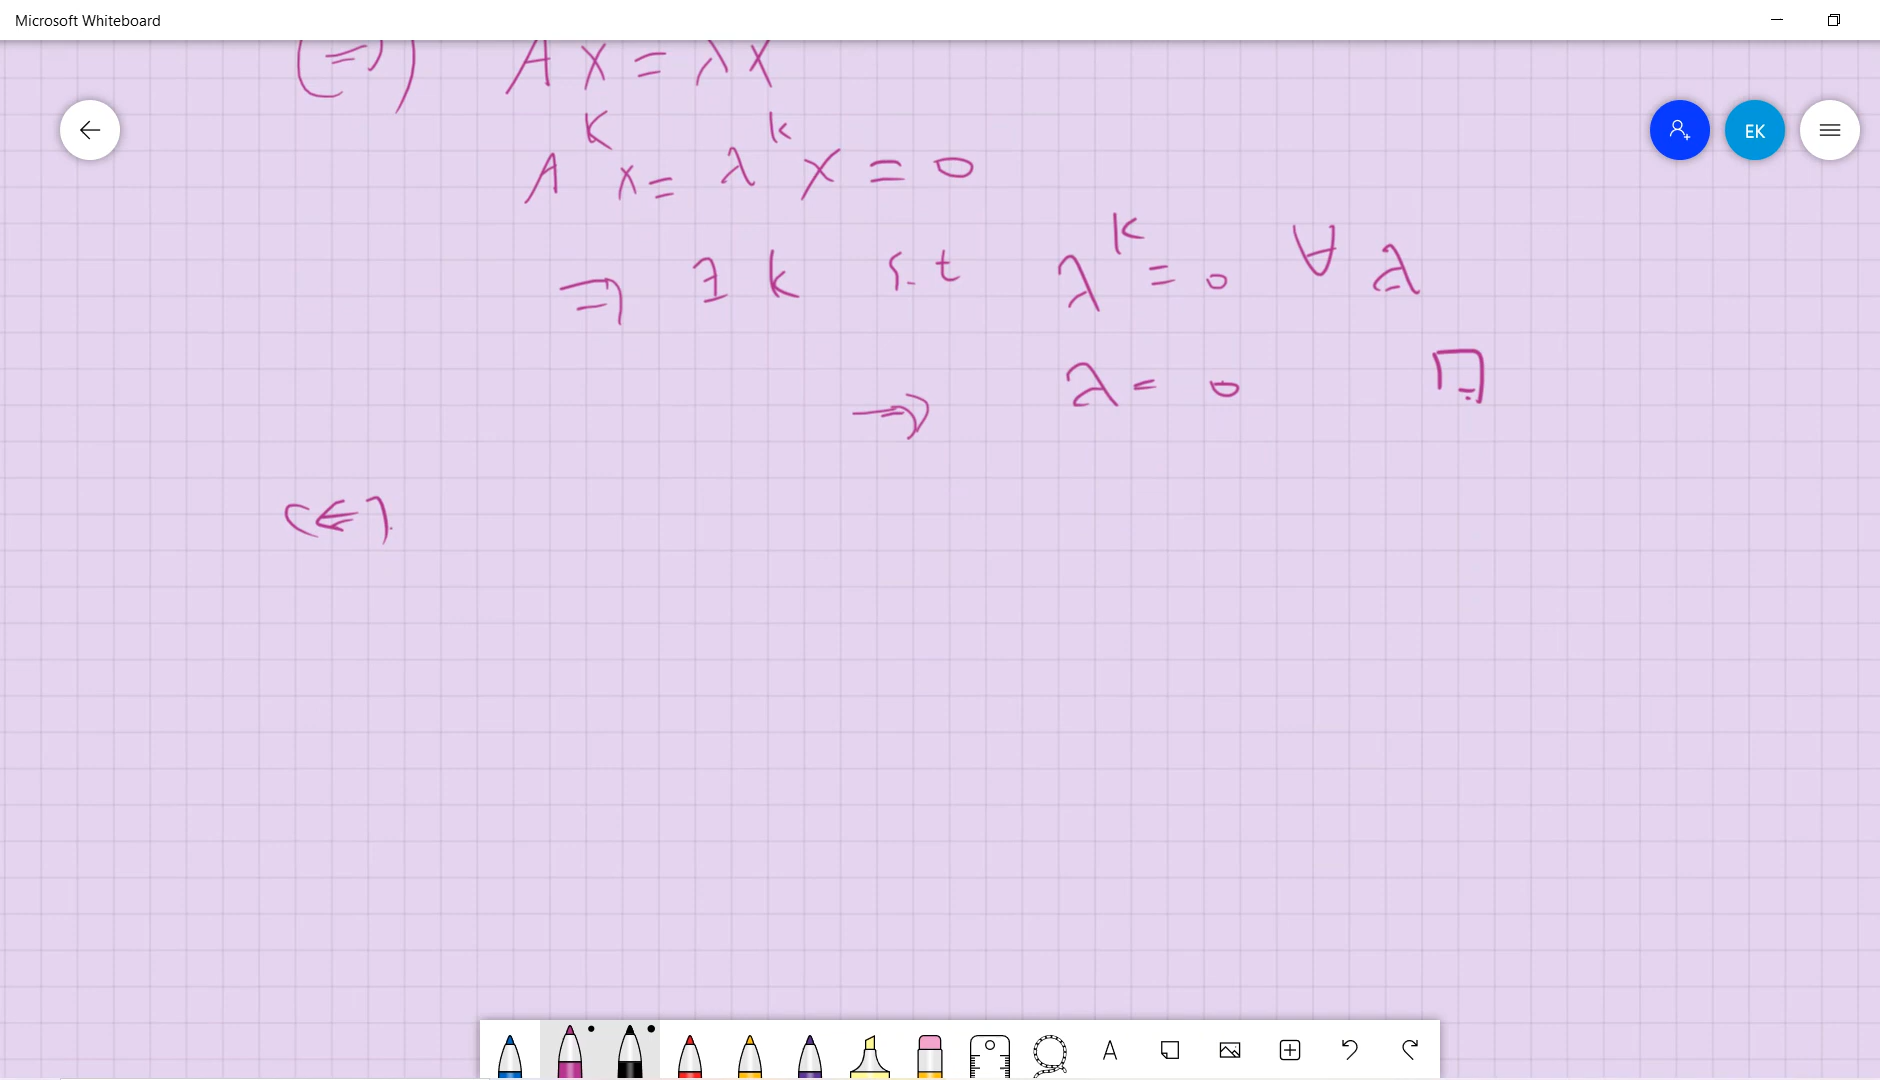 Microsoft Whiteboard
(⇒) Ax = λx
A^k x = λ^k x = 0
EK
⇒ ∃ k s.t λ^k = 0 ∀ λ
⇒ λ = 0
(⇐)
A